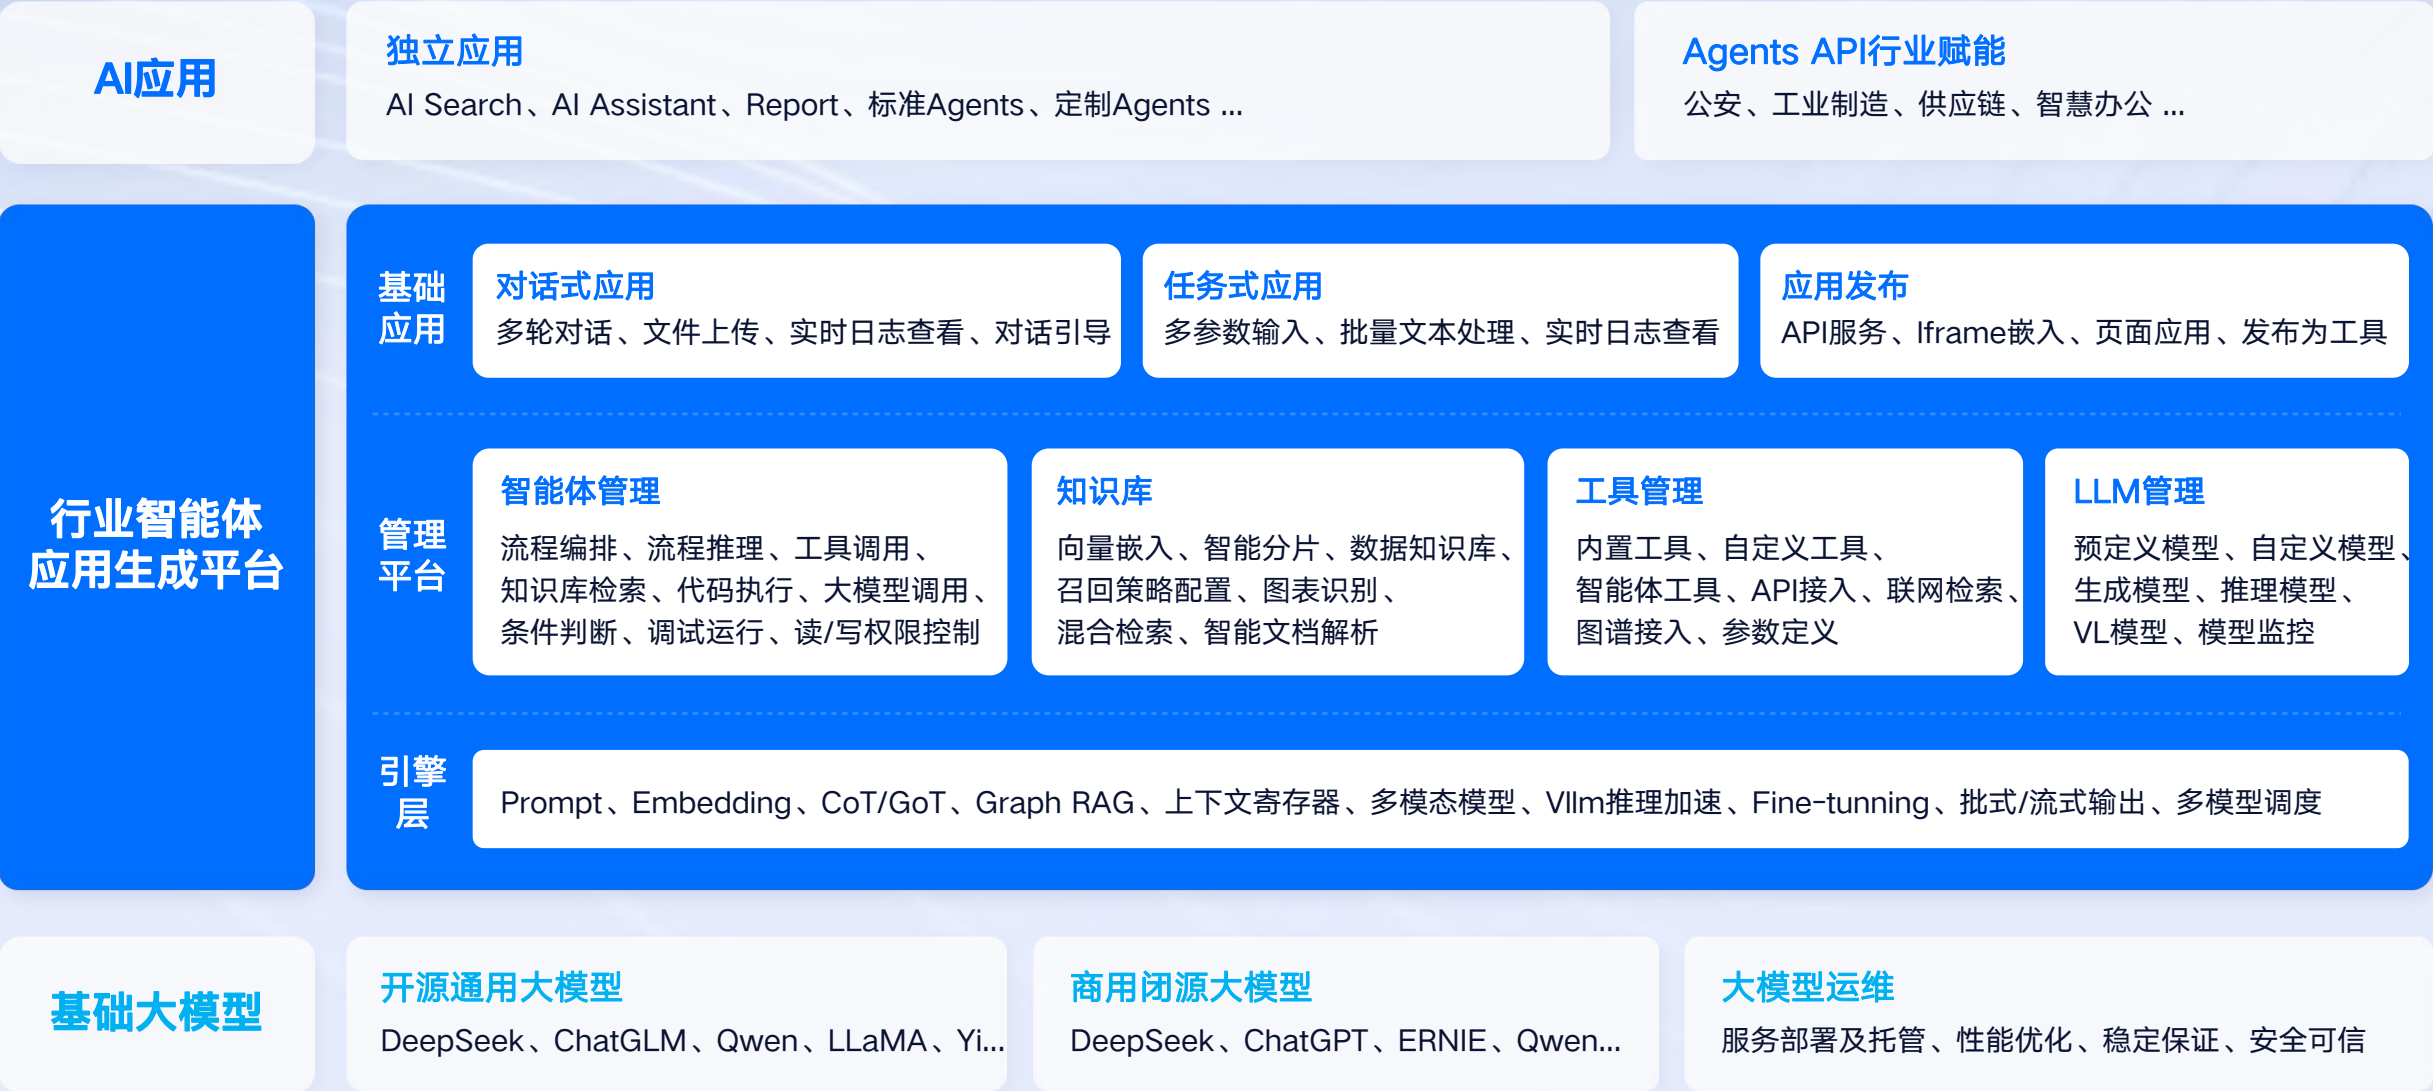 AI应用
独立应用
AI Search、AI Assistant、Report、标准Agents、定制Agents ...
Agents API行业赋能
公安、工业制造、供应链、智慧办公 ...
行业智能体
应用生成平台
基础
应用
对话式应用
多轮对话、文件上传、实时日志查看、对话引导
任务式应用
多参数输入、批量文本处理、实时日志查看
应用发布
API服务、Iframe嵌入、页面应用、发布为工具
管理
平台
智能体管理
流程编排、流程推理、工具调用、
知识库检索、代码执行、大模型调用、
条件判断、调试运行、读/写权限控制
知识库
向量嵌入、智能分片、数据知识库、
召回策略配置、图表识别、
混合检索、智能文档解析
工具管理
内置工具、自定义工具、
智能体工具、API接入、联网检索、
图谱接入、参数定义
LLM管理
预定义模型、自定义模型、
生成模型、推理模型、
VL模型、模型监控
引擎
层
Prompt、Embedding、CoT/GoT、Graph RAG、上下文寄存器、多模态模型、Vllm推理加速、Fine-tunning、批式/流式输出、多模型调度
基础大模型
开源通用大模型
DeepSeek、ChatGLM、Qwen、LLaMA、Yi...
商用闭源大模型
DeepSeek、ChatGPT、ERNIE、Qwen...
大模型运维
服务部署及托管、性能优化、稳定保证、安全可信